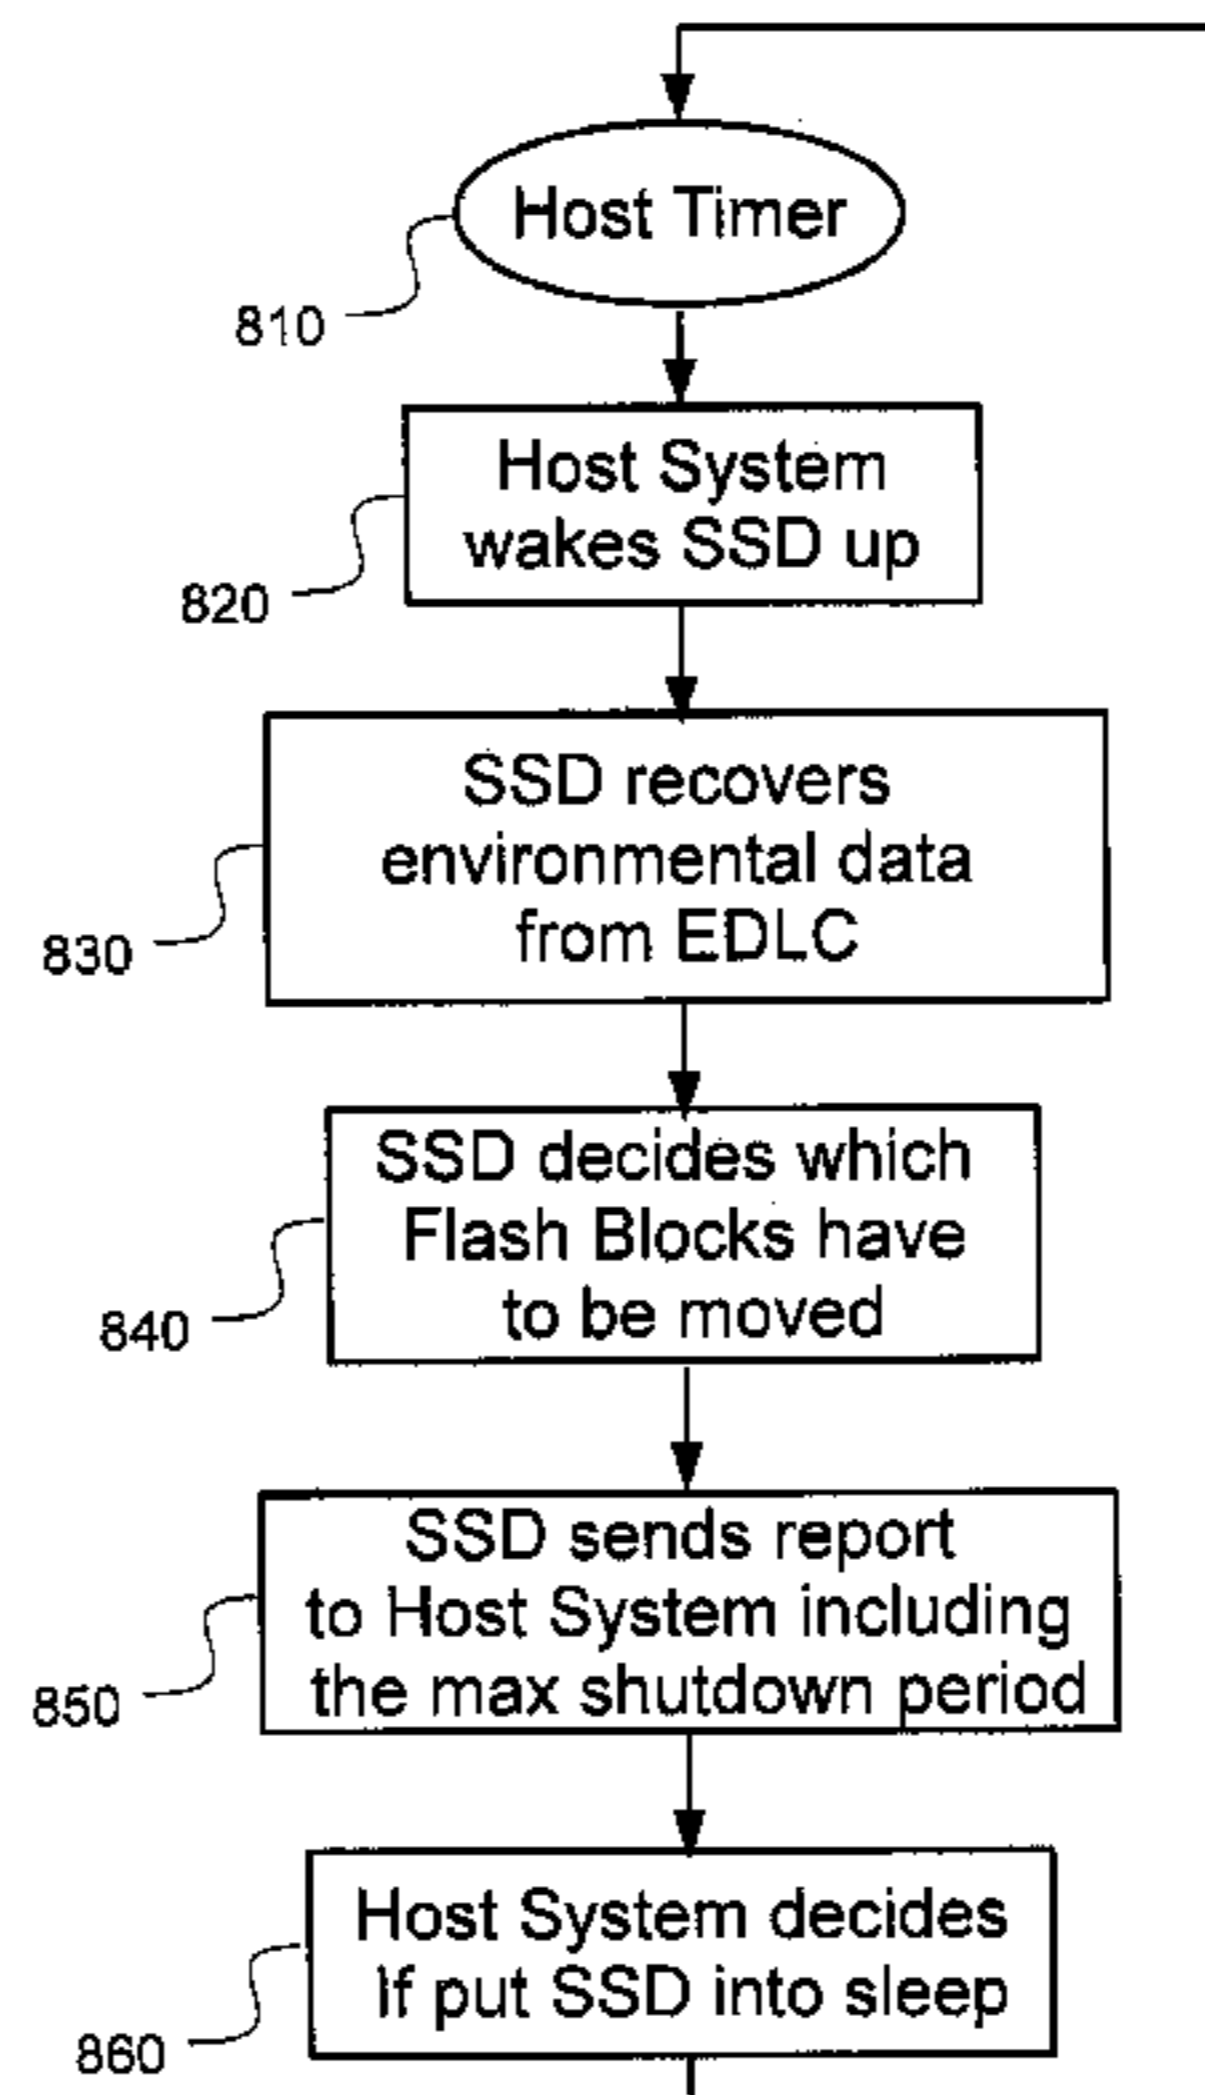 Host Timer
810
Host System
wakes SSD up
820
SSD recovers
environmental data
from EDLC
830
SSD decides which
Flash Blocks have
to be moved
840
SSD sends report
to Host System including
the max shutdown period
850
Host System decides
If put SSD into sleep
860